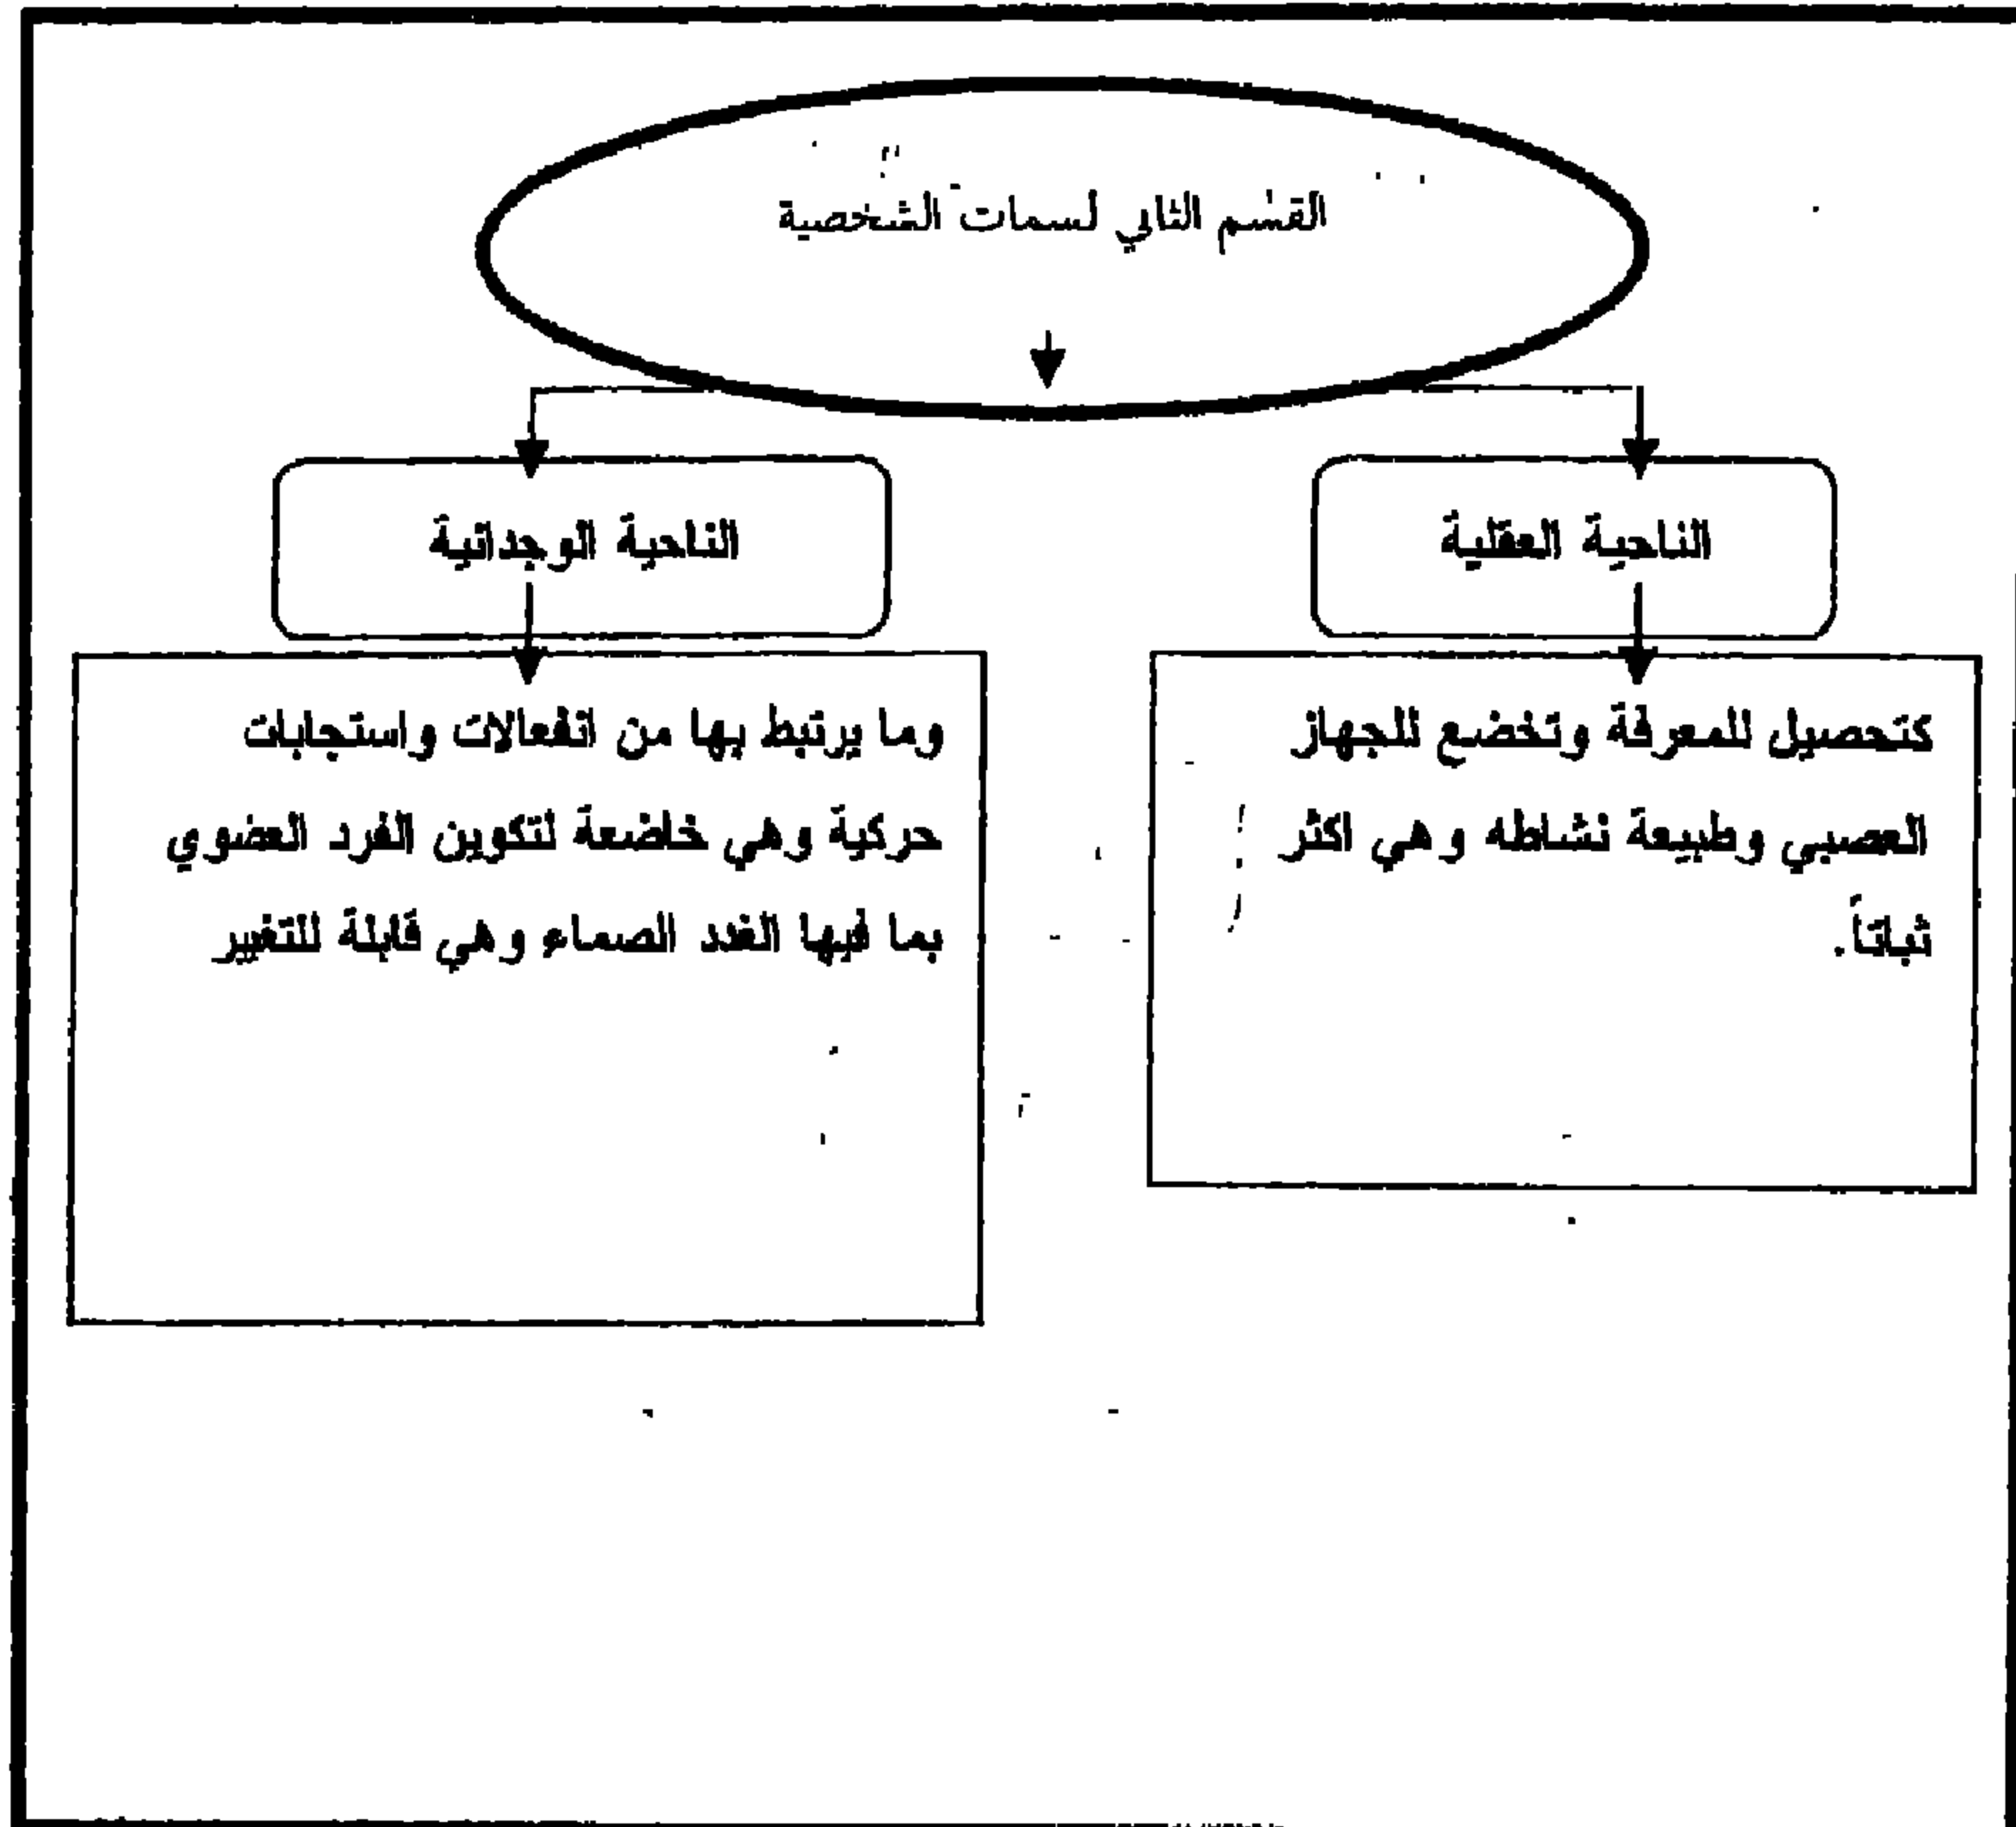 القسم الثاني لسمات الشخصية
الناحية العقلية
كتحصيل للمعرفة وتخضع للجهاز
العصبي وطبيعة نشاطه وهي اكثر
ثباتاً.
الناحية الوجدانية
وما يرتبط بها من انفعالات واستجابات
حركية وهي خاضعة لتكوين الفرد العضوي
بما فيها الغدد الصماء وهي قابلة للتغيير